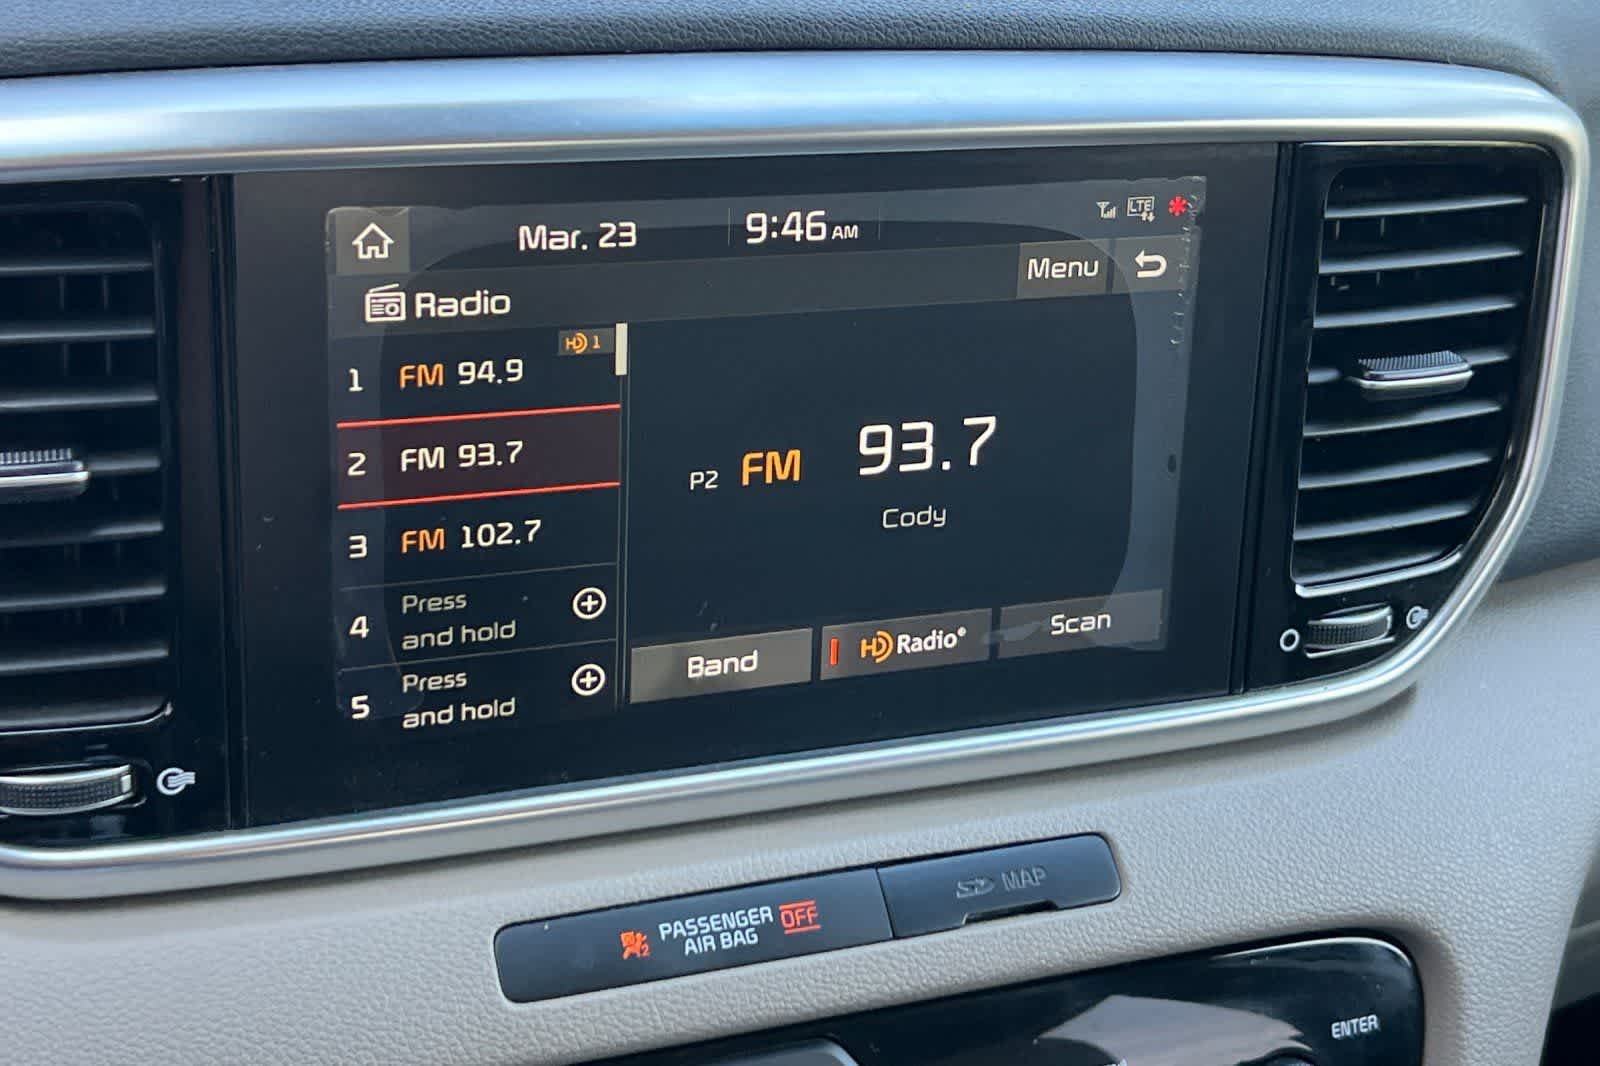 Mar. 23
9:46 AM
LTE
Menu
Radio
HD 1
1 FM 94.9
2 FM 93.7
3 FM 102.7
4 Press
and hold
5 Press
and hold
P2 FM 93.7
Cody
Band
HD Radio®
Scan
PASSENGER
AIR BAG
OFF
2
SD MAP
ENTER